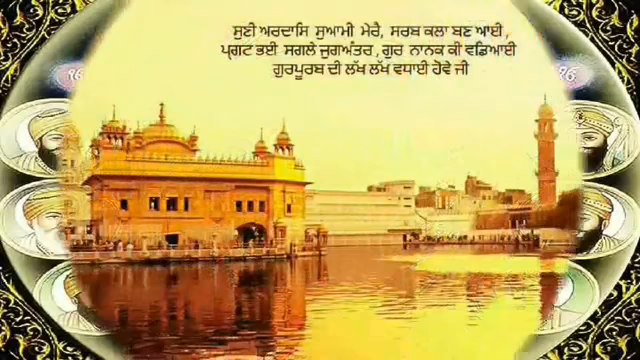 ਸੁਣੀ ਅਰਦਾਸਿ ਸੁਆਮੀ ਮੇਰੈ, ਸਰਬ ਕਲਾ ਬਣ ਆਈ,
ਪ੍ਰਗਟ ਭਈ ਸਗਲੇ ਜੁਗਅੰਤਰ, ਗੁਰ ਨਾਨਕ ਕੀ ਵਡਿਆਈ
ਗੁਰਪੂਰਬ ਦੀ ਲੱਖ ਲੱਖ ਵਧਾਈ ਹੋਵੇ ਜੀ